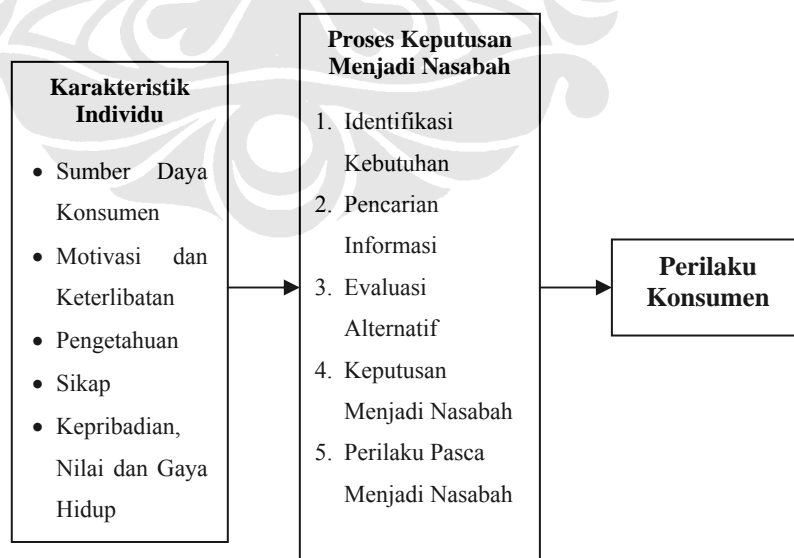 Karakteristik
Individu
• Sumber Daya
Konsumen
• Motivasi dan
Keterlibatan
• Pengetahuan
• Sikap
• Kepribadian,
Nilai dan Gaya
Hidup
Proses Keputusan
Menjadi Nasabah
1. Identifikasi
Kebutuhan
2. Pencarian
Informasi
3. Evaluasi
Alternatif
4. Keputusan
Menjadi Nasabah
5. Perilaku Pasca
Menjadi Nasabah
Perilaku
Konsumen